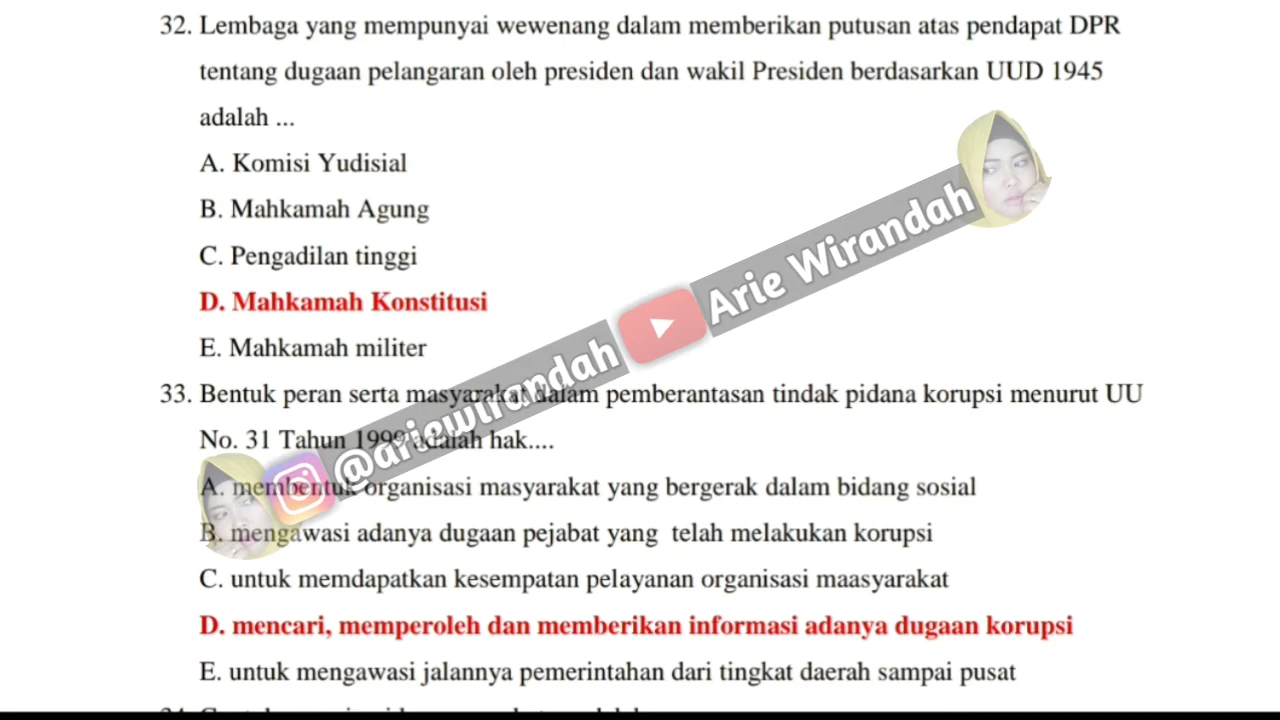 32. Lembaga yang mempunyai wewenang dalam memberikan putusan atas pendapat DPR
tentang dugaan pelangaran oleh presiden dan wakil Presiden berdasarkan UUD 1945
adalah ...
A. Komisi Yudisial
B. Mahkamah Agung
C. Pengadilan tinggi
D. Mahkamah Konstitusi
E. Mahkamah militer
33. Bentuk peran serta masyarakat dalam pemberantasan tindak pidana korupsi menurut UU
No. 31 Tahun 1999 adalah hak....
A. membentuk organisasi masyarakat yang bergerak dalam bidang sosial
B. mengawasi adanya dugaan pejabat yang telah melakukan korupsi
C. untuk memdapatkan kesempatan pelayanan organisasi maasyarakat
D. mencari, memperoleh dan memberikan informasi adanya dugaan korupsi
E. untuk mengawasi jalannya pemerintahan dari tingkat daerah sampai pusat
@ariewirandah Arie Wirandah